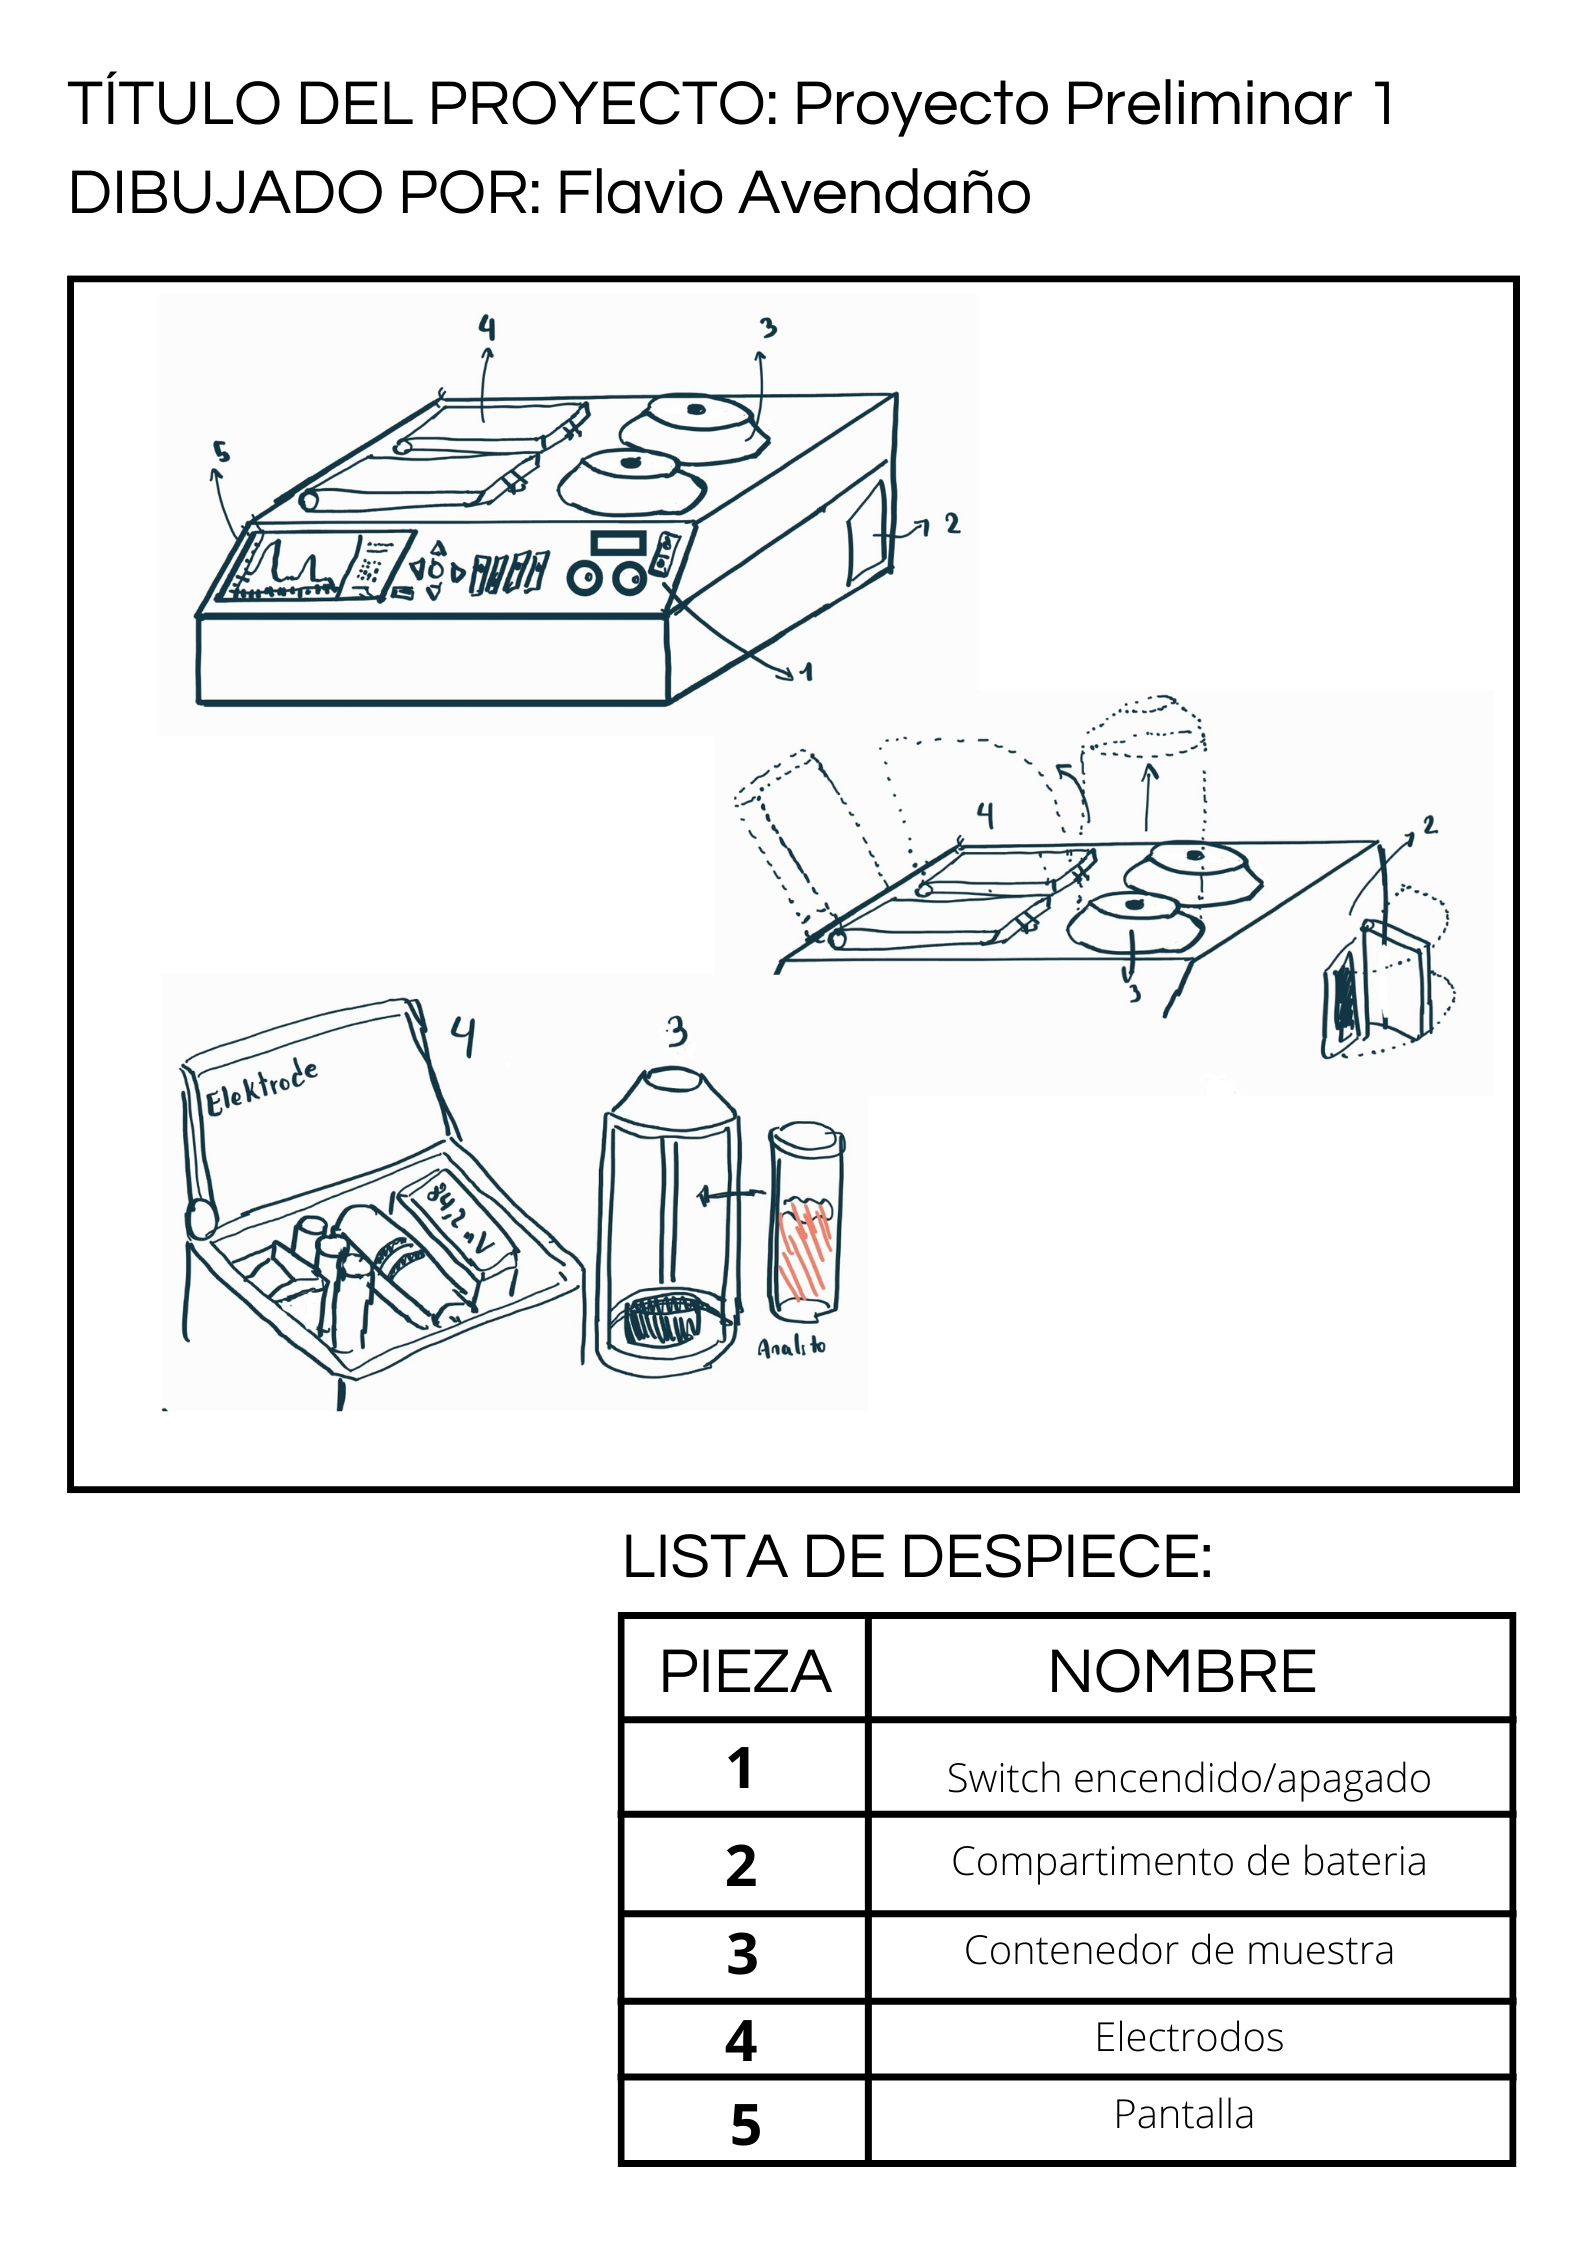 TÍTULO DEL PROYECTO: Proyecto Preliminar 1
DIBUJADO POR: Flavio Avendaño
4
3
5
2
1
4
2
3
4
3
Elektrode
84,2 nV
Analito
LISTA DE DESPIECE:
PIEZA NOMBRE
1 Switch encendido/apagado
2 Compartimento de bateria
3 Contenedor de muestra
4 Electrodos
5 Pantalla